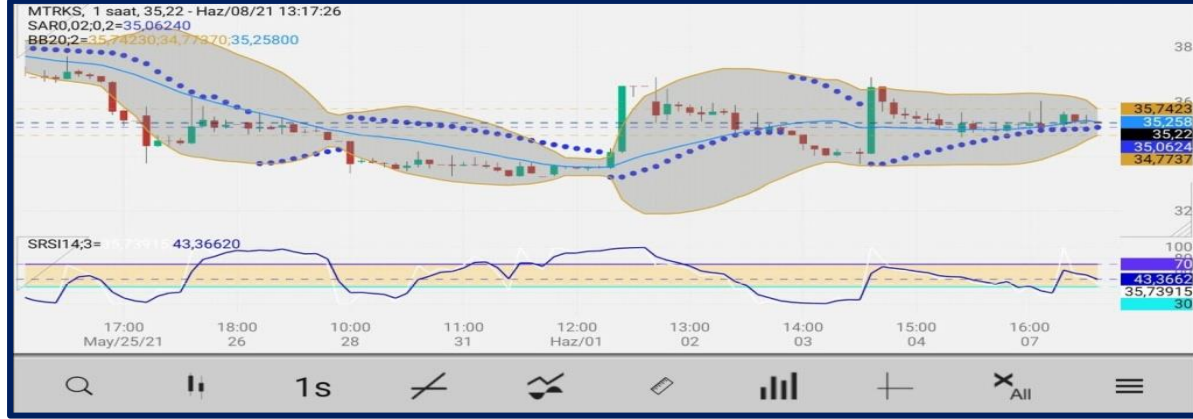 MTRKS, 1 saat, 35,22 - Haz/08/21 13:17:26
SAR0,02;0,2=35,06240
BB20;2=35,74230;34,77370;35,25800
38
36
35,7423
35,258
35,22
35,0624
34,7737
32
SRSI14;3=35,73915 43,36620
100
70
43,3662
35,73915
30
17:00 18:00 10:00 11:00 12:00 13:00 14:00 15:00 16:00
May/25/21 26 28 31 Haz/01 02 03 04 07
1s
All